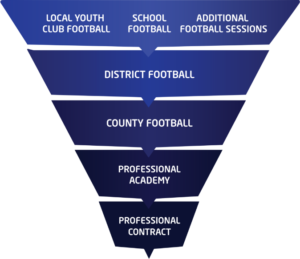 LOCAL YOUTH
CLUB FOOTBALL
SCHOOL
FOOTBALL
ADDITIONAL
FOOTBALL SESSIONS
DISTRICT FOOTBALL
COUNTY FOOTBALL
PROFESSIONAL
ACADEMY
PROFESSIONAL
CONTRACT